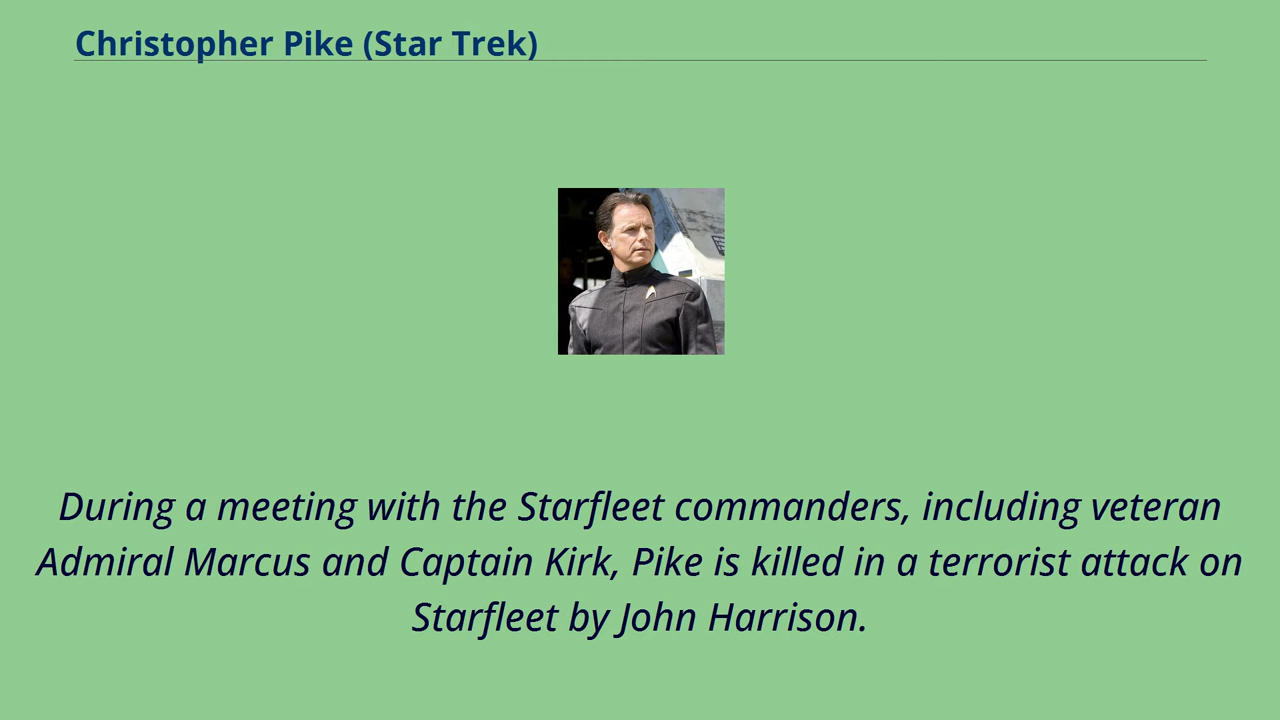 Christopher Pike (Star Trek)
During a meeting with the Starfleet commanders, including veteran
Admiral Marcus and Captain Kirk, Pike is killed in a terrorist attack on
Starfleet by John Harrison.